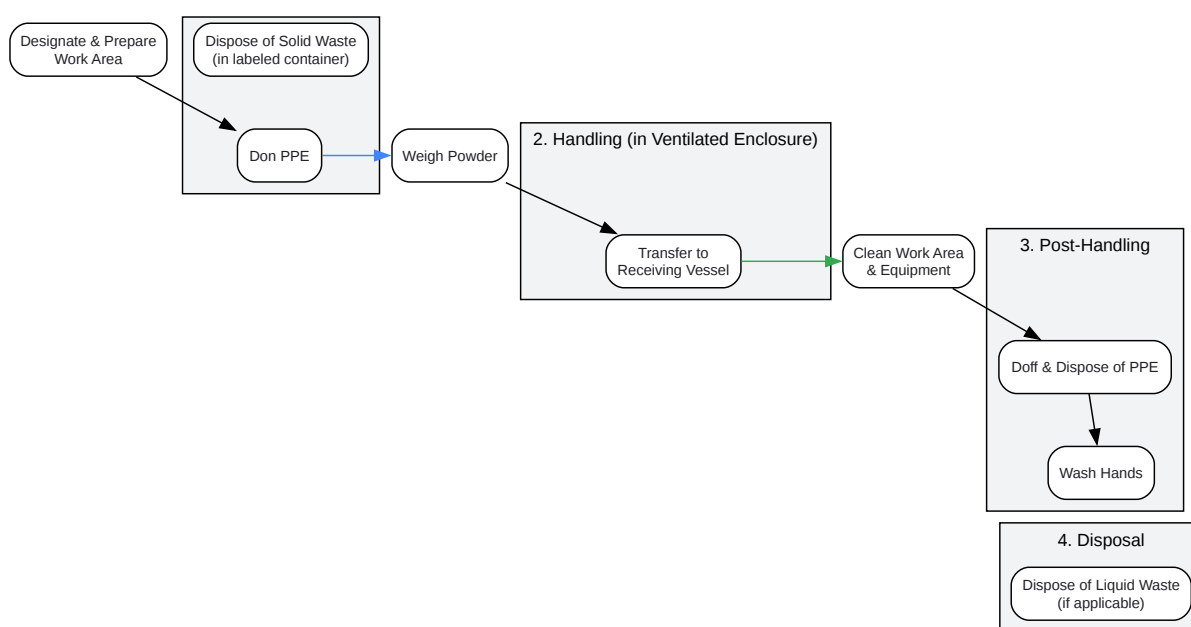 Designate & Prepare
Work Area
Dispose of Solid Waste
(in labeled container)
Don PPE
Weigh Powder
2. Handling (in Ventilated Enclosure)
Transfer to
Receiving Vessel
Clean Work Area
& Equipment
3. Post-Handling
Doff & Dispose of PPE
Wash Hands
4. Disposal
Dispose of Liquid Waste
(if applicable)